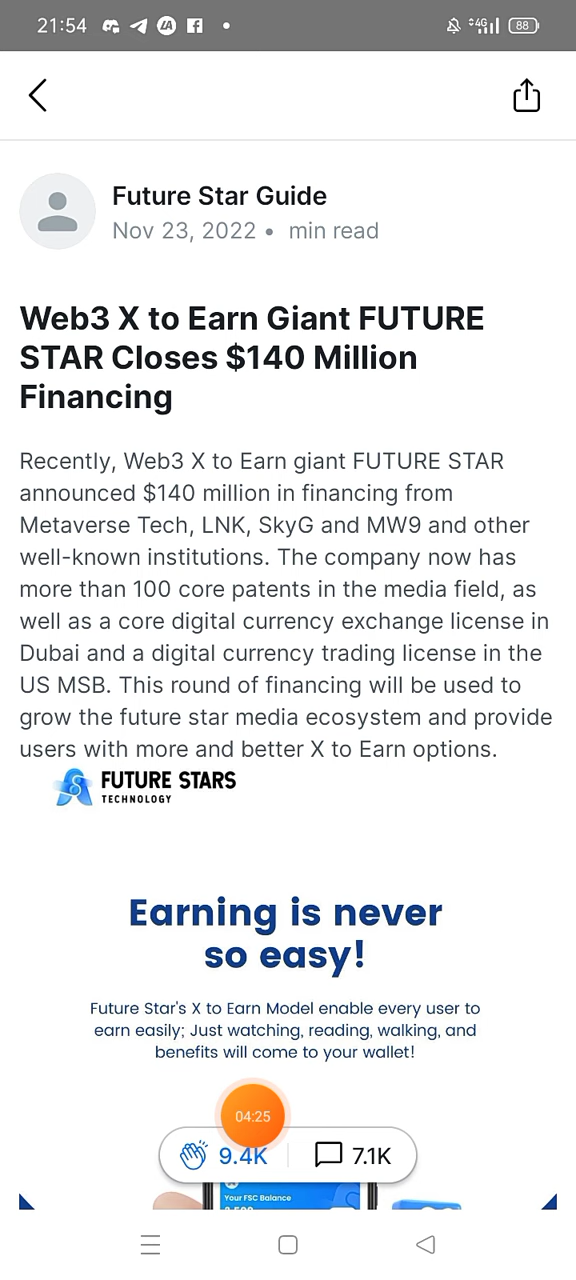 21:54
4G
88
Future Star Guide
Nov 23, 2022 • min read
Web3 X to Earn Giant FUTURE
STAR Closes $140 Million
Financing
Recently, Web3 X to Earn giant FUTURE STAR
announced $140 million in financing from
Metaverse Tech, LNK, SkyG and MW9 and other
well-known institutions. The company now has
more than 100 core patents in the media field, as
well as a core digital currency exchange license in
Dubai and a digital currency trading license in the
US MSB. This round of financing will be used to
grow the future star media ecosystem and provide
users with more and better X to Earn options.
FUTURE STARS
TECHNOLOGY
Earning is never
so easy!
Future Star's X to Earn Model enable every user to
earn easily; Just watching, reading, walking, and
benefits will come to your wallet!
04:25
9.4K
7.1K
Your FSC Balance